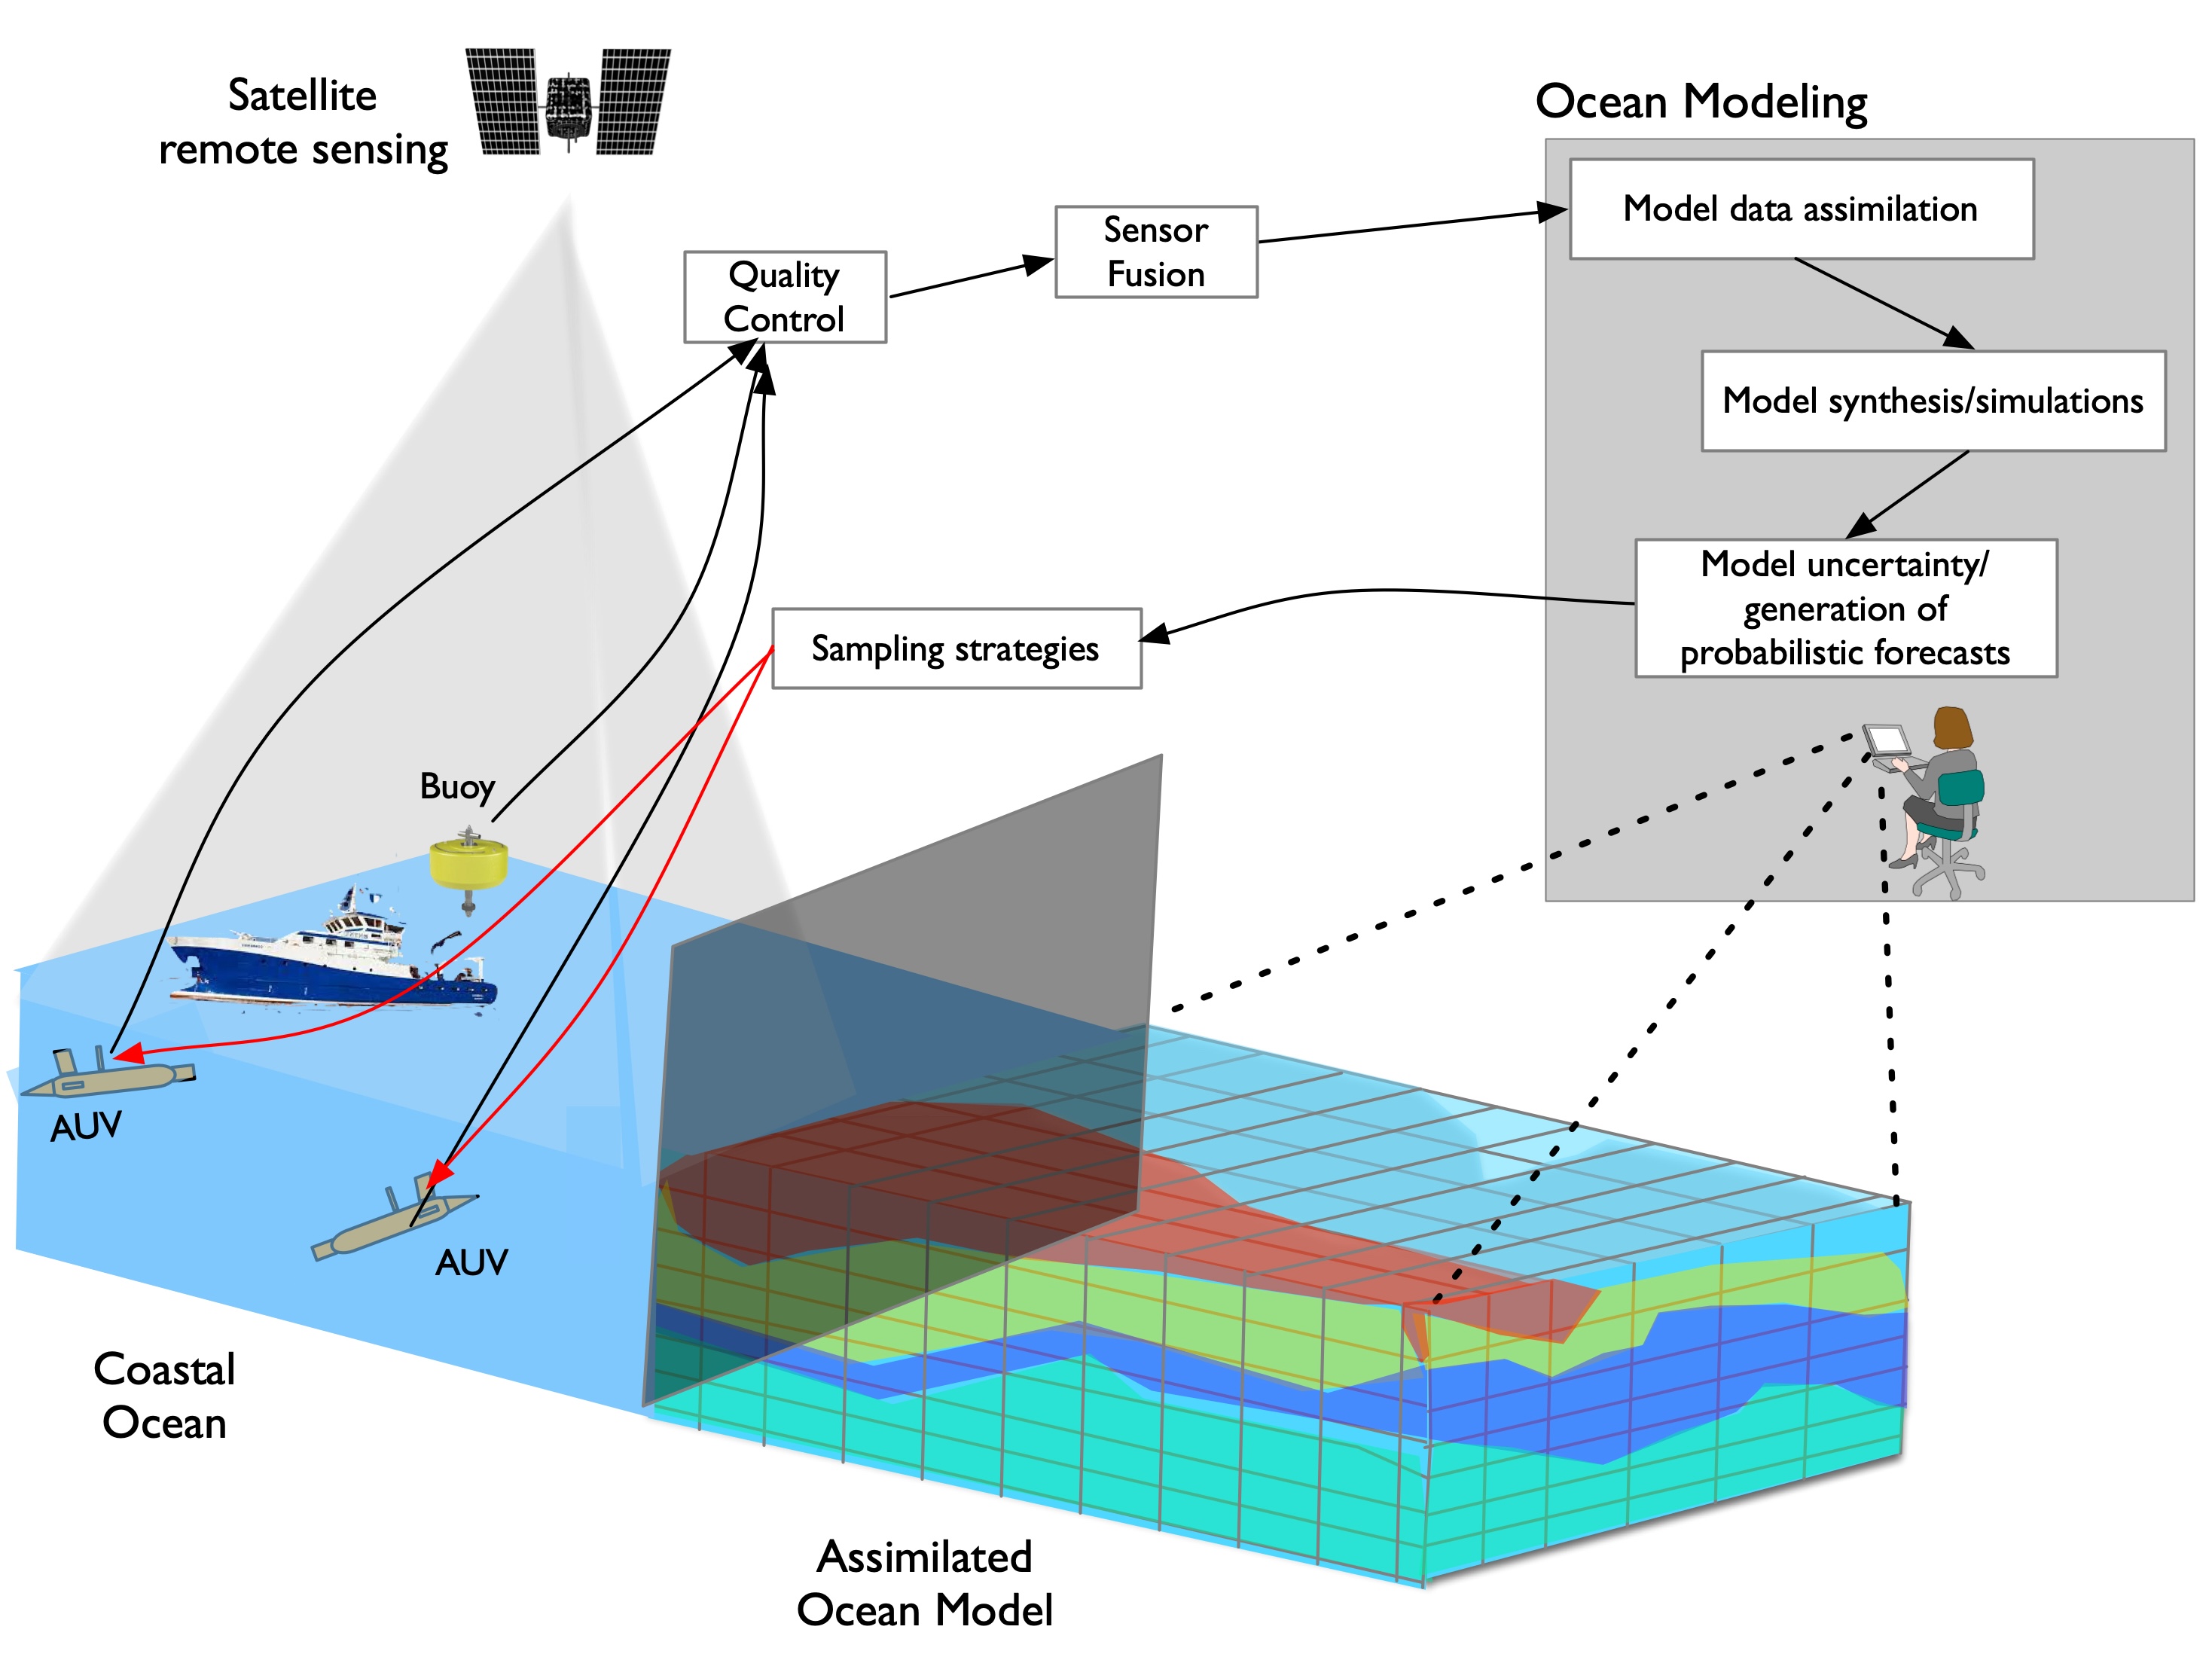 Satellite
remote sensing
Ocean Modeling
Model data assimilation
Sensor
Fusion
Quality
Control
Model synthesis/simulations
Model uncertainty/
generation of
probabilistic forecasts
Sampling strategies
Buoy
AUV
AUV
Coastal
Ocean
Assimilated
Ocean Model